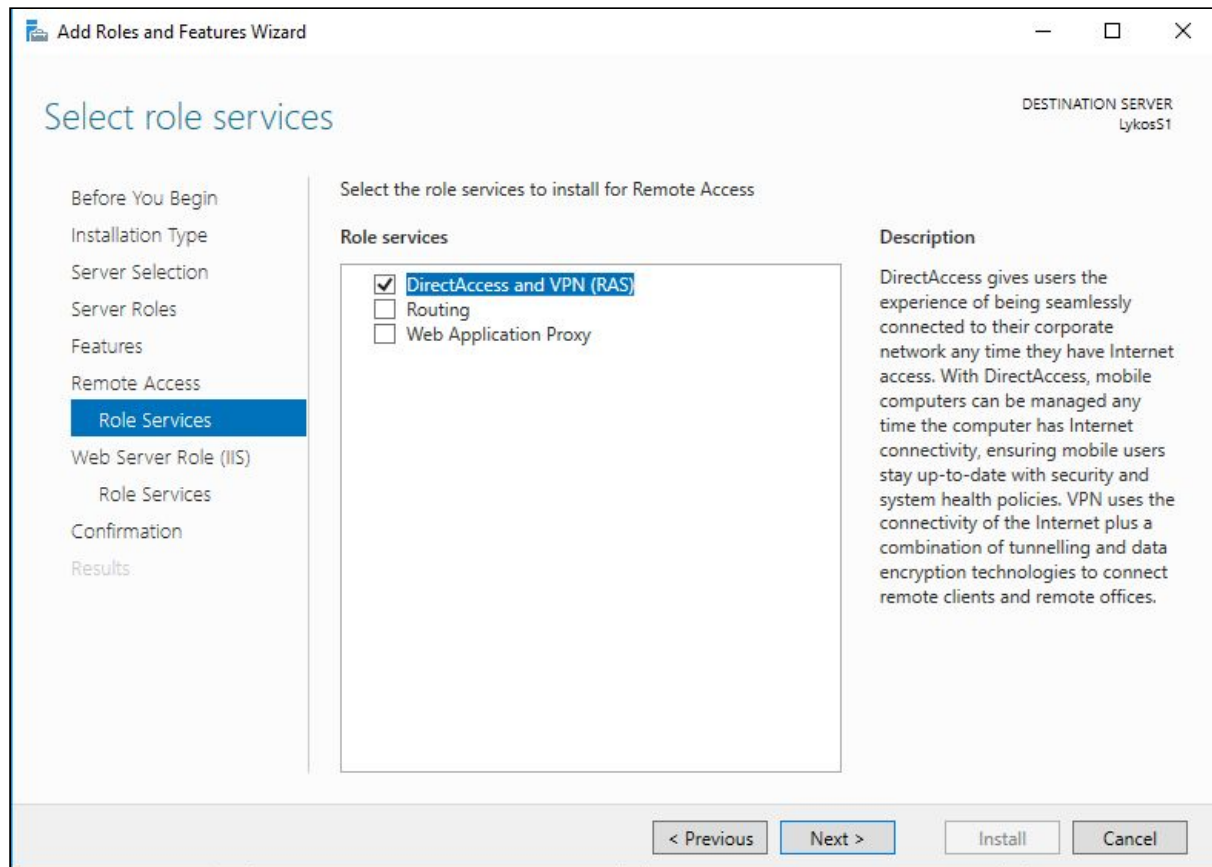 Add Roles and Features Wizard
Select role services
DESTINATION SERVER
LykosS1
Before You Begin
Installation Type
Server Selection
Server Roles
Features
Remote Access
Role Services
Web Server Role (IIS)
Role Services
Confirmation
Results
Select the role services to install for Remote Access
Role services
DirectAccess and VPN (RAS)
Routing
Web Application Proxy
Description
DirectAccess gives users the
experience of being seamlessly
connected to their corporate
network any time they have Internet
access. With DirectAccess, mobile
computers can be managed any
time the computer has Internet
connectivity, ensuring mobile users
stay up-to-date with security and
system health policies. VPN uses the
connectivity of the Internet plus a
combination of tunnelling and data
encryption technologies to connect
remote clients and remote offices.
< Previous
Next >
Install
Cancel